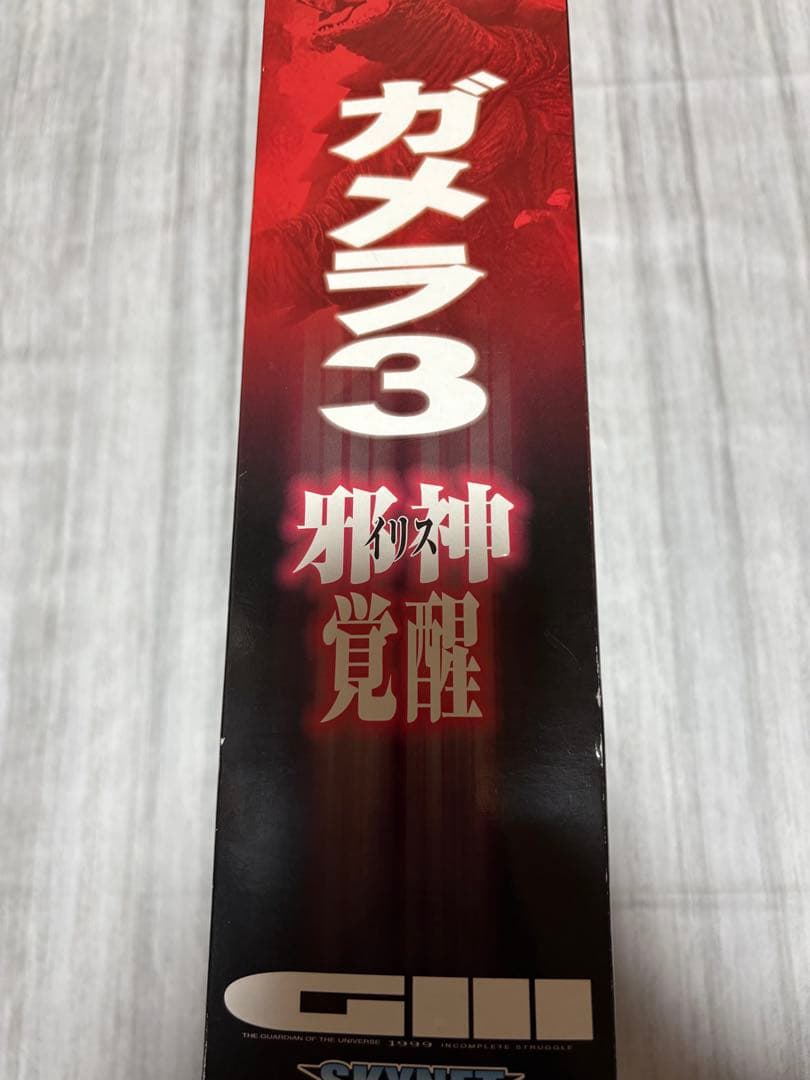 ガメラ3
邪神
イリス
覚醒
GIII
THE GUARDIAN OF THE UNIVERSE 1999 INCOMPLETE STRUGGLE
SKYNET